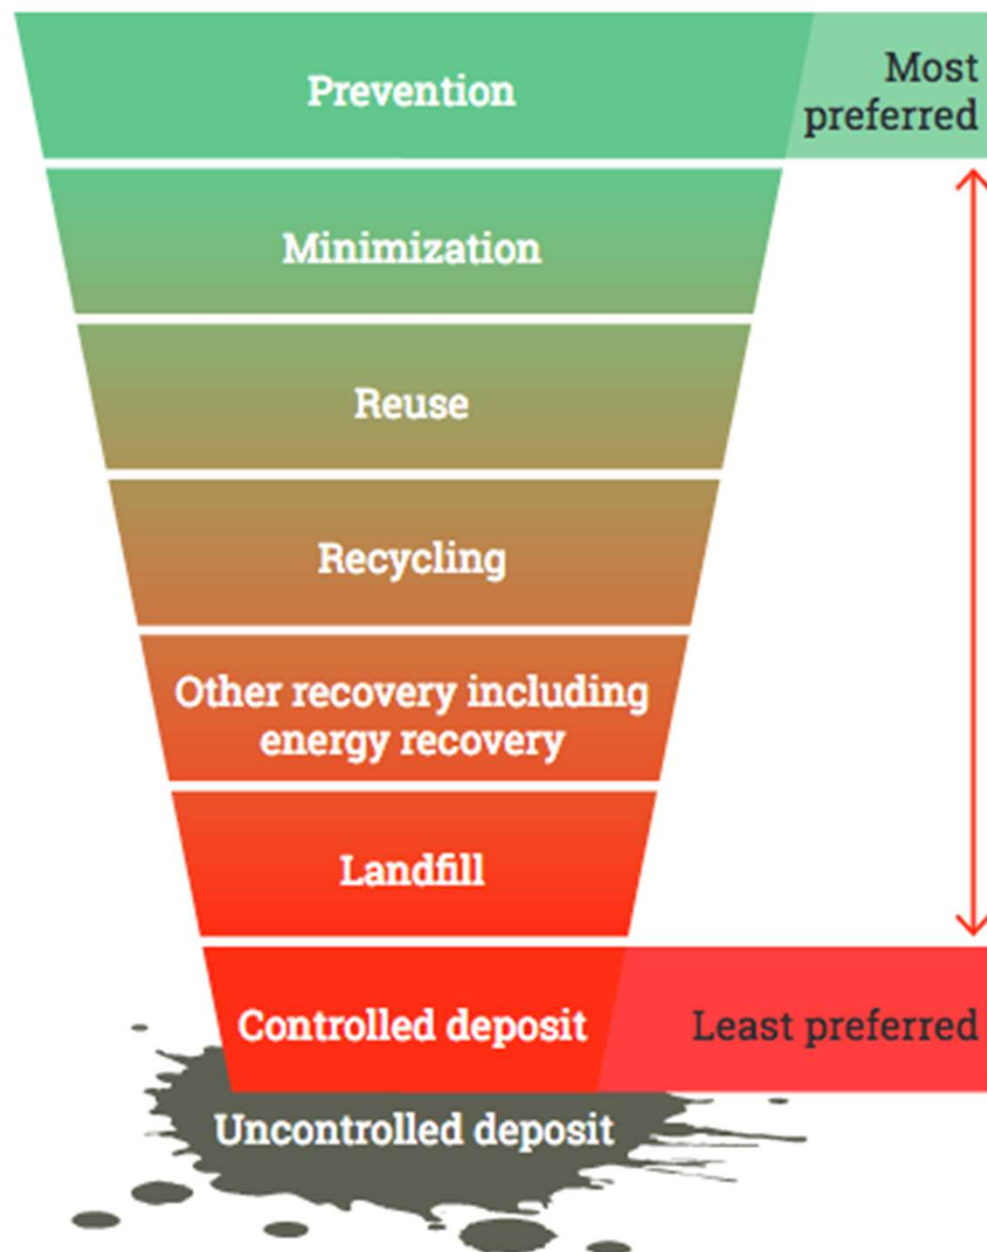 Prevention
Most
preferred
Minimization
Reuse
Recycling
Other recovery including
energy recovery
Landfill
Controlled deposit
Least preferred
Uncontrolled deposit